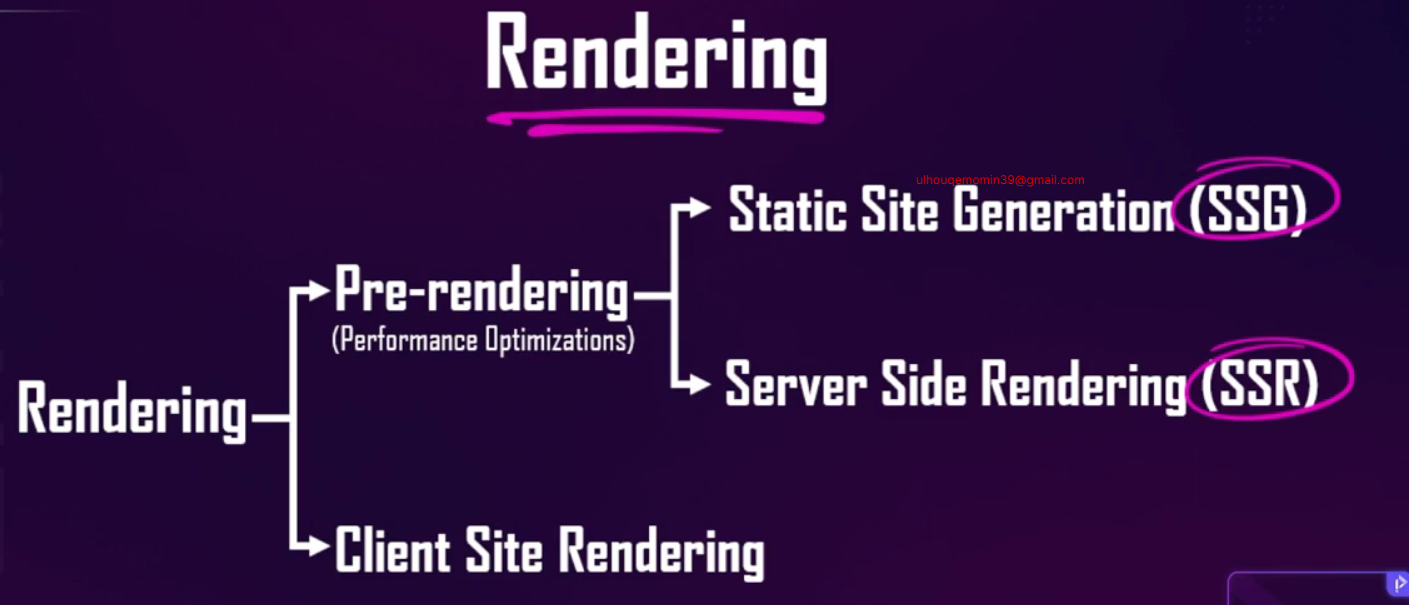 Rendering
ulhouqemomin39@gmail.com
Static Site Generation (SSG)
Pre-rendering
(Performance Optimizations)
Server Side Rendering (SSR)
Rendering
Client Site Rendering